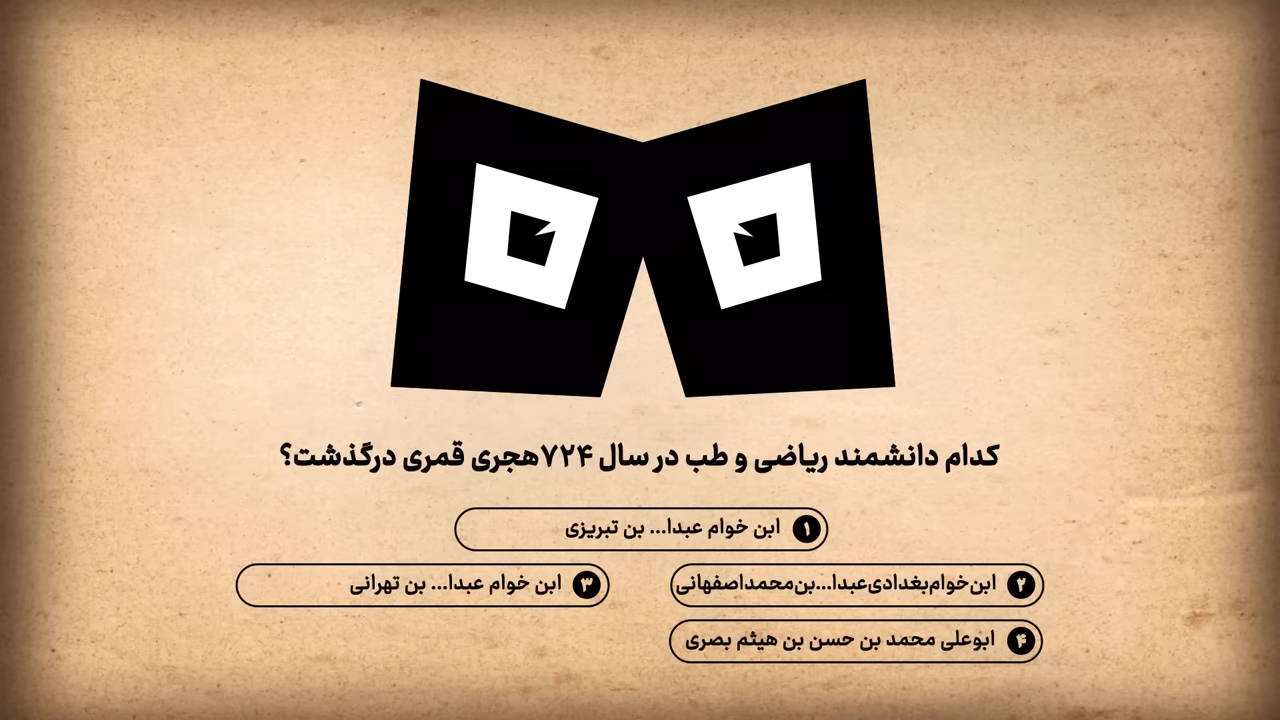 کدام دانشمند ریاضی و طب در سال ۷۲۴هجری قمری درگذشت؟
۱ ابن خوام عبدا... بن تبریزی
۲ ابن‌خوام‌بغدادی‌عبدا...بن‌محمداصفهانی
۳ ابن خوام عبدا... بن تهرانی
۴ ابوعلی محمد بن حسن بن هیثم بصری